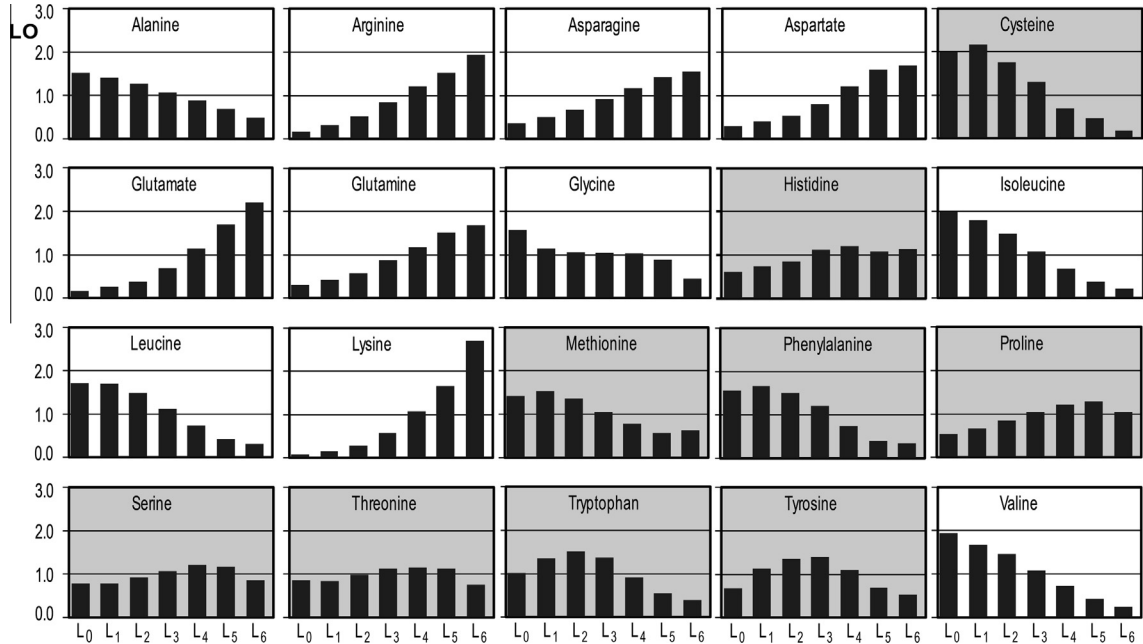 3.0 Alanine Arginine Asparagine Aspartate Cysteine
LO
2.0
1.0
0.0
3.0 Glutamate Glutamine Glycine Histidine Isoleucine
2.0
1.0
0.0
3.0 Leucine Lysine Methionine Phenylalanine Proline
2.0
1.0
0.0
3.0 Serine Threonine Tryptophan Tyrosine Valine
2.0
1.0
0.0
L0 L1 L2 L3 L4 L5 L6 L0 L1 L2 L3 L4 L5 L6 L0 L1 L2 L3 L4 L5 L6 L0 L1 L2 L3 L4 L5 L6 L0 L1 L2 L3 L4 L5 L6